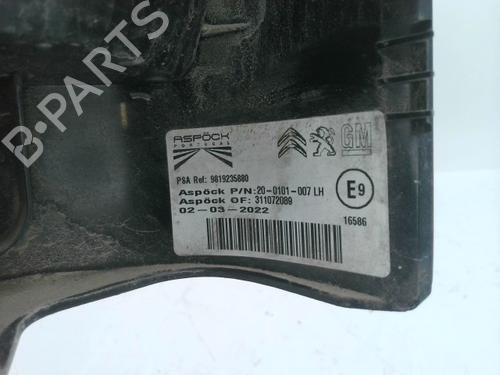 B-PARTS
ASPÖCK
PORTUGAL
GM
PSA Ref: 9819235880
Aspöck P/N:20-0101-007 LH
Aspöck OF: 311072089
02-03-2022
E9
16586